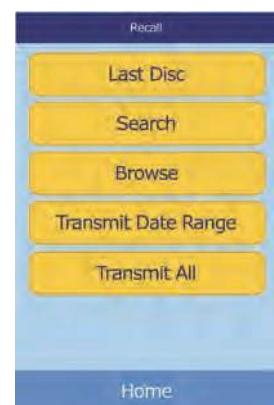 Recall
Last Disc
Search
Browse
Transmit Date Range
Transmit All
Home